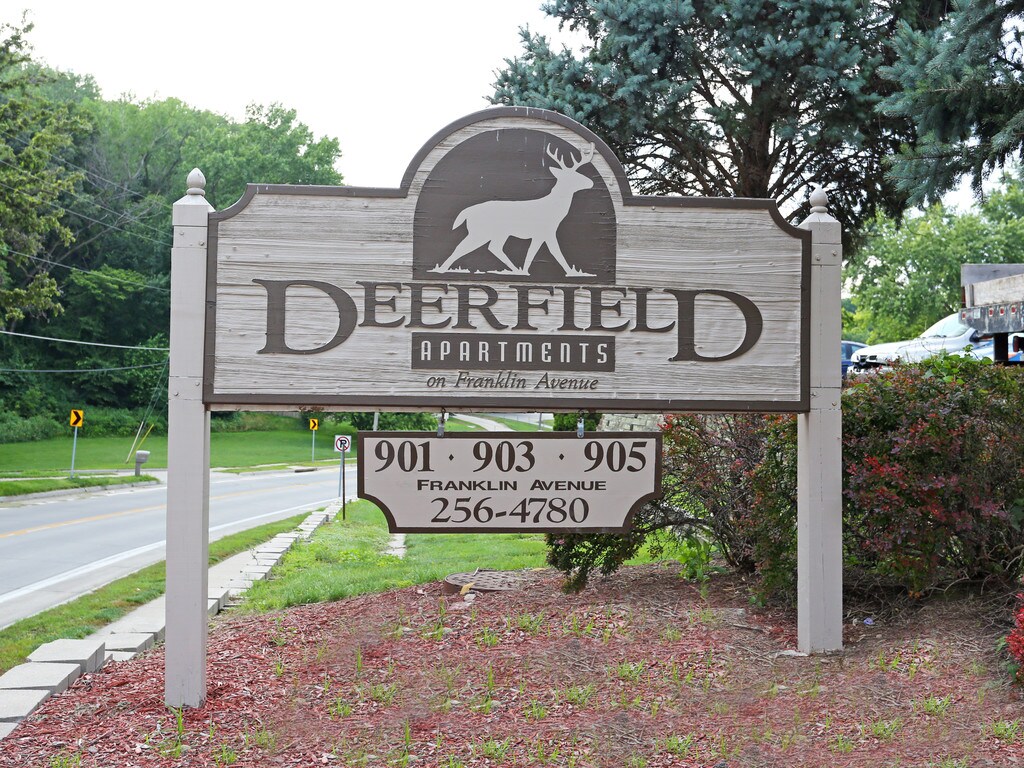 DEERFIELD
APARTMENTS
on Franklin Avenue
901 · 903 · 905
FRANKLIN AVENUE
256-4780